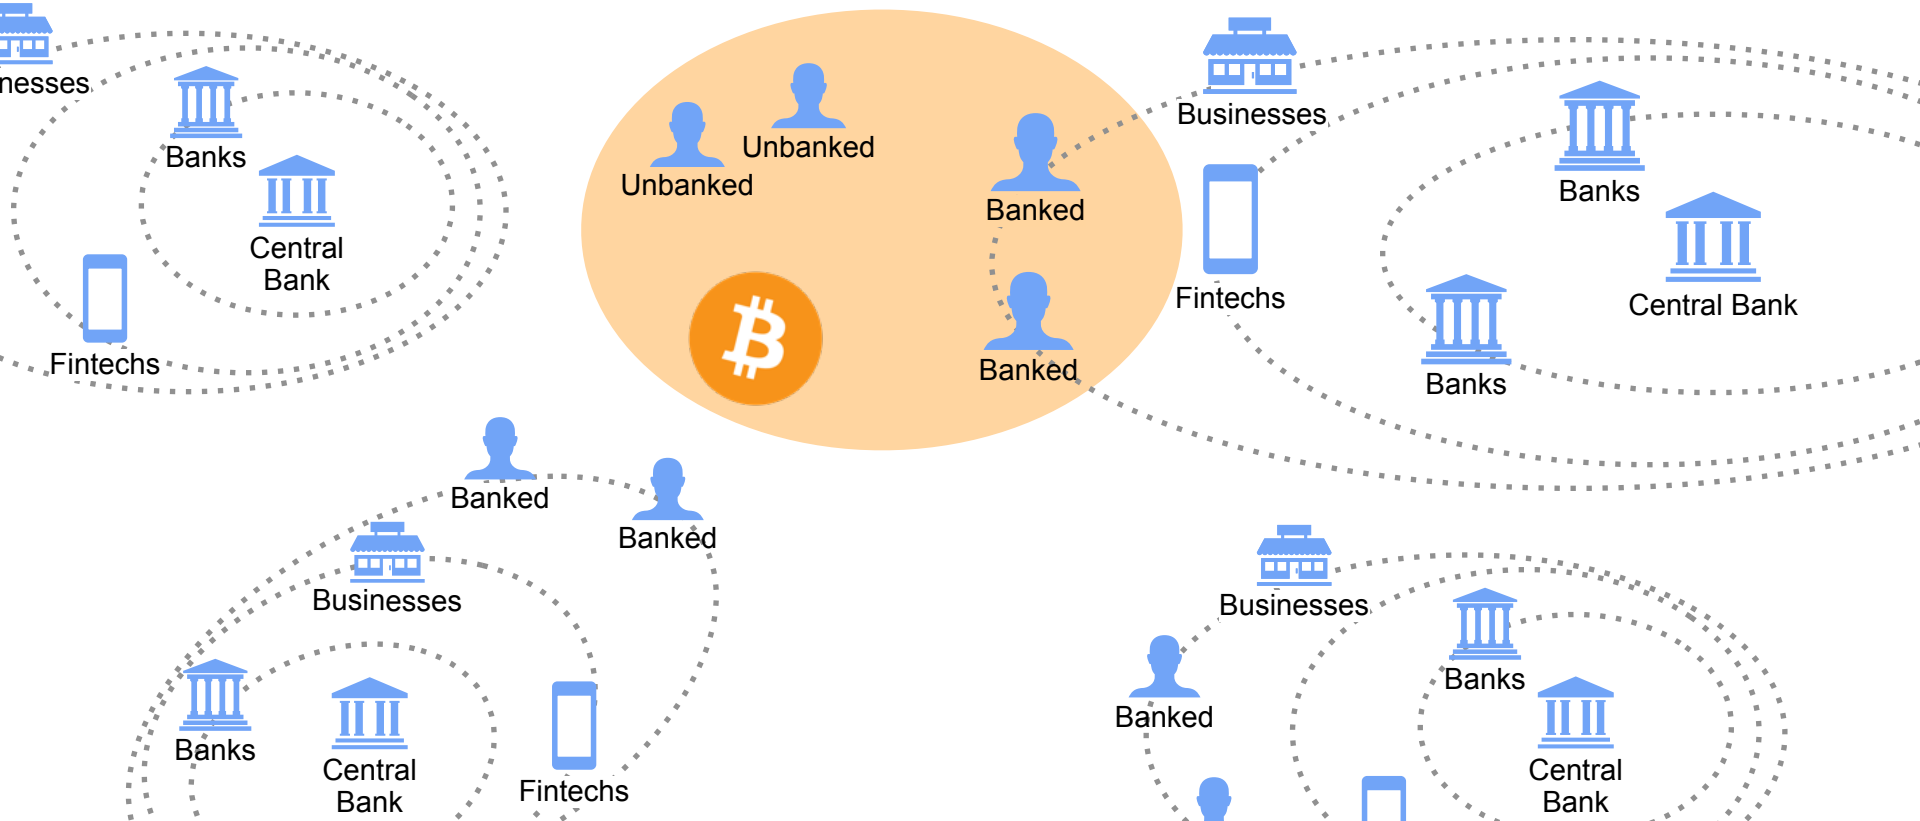 nesses
Banks
Central
Bank
Fintechs
Unbanked
Unbanked
Banked
Banked
Businesses
Fintechs
Banks
Central Bank
Banks
Banked
Banked
Businesses
Banks
Central
Bank
Fintechs
Businesses
Banked
Banks
Central
Bank